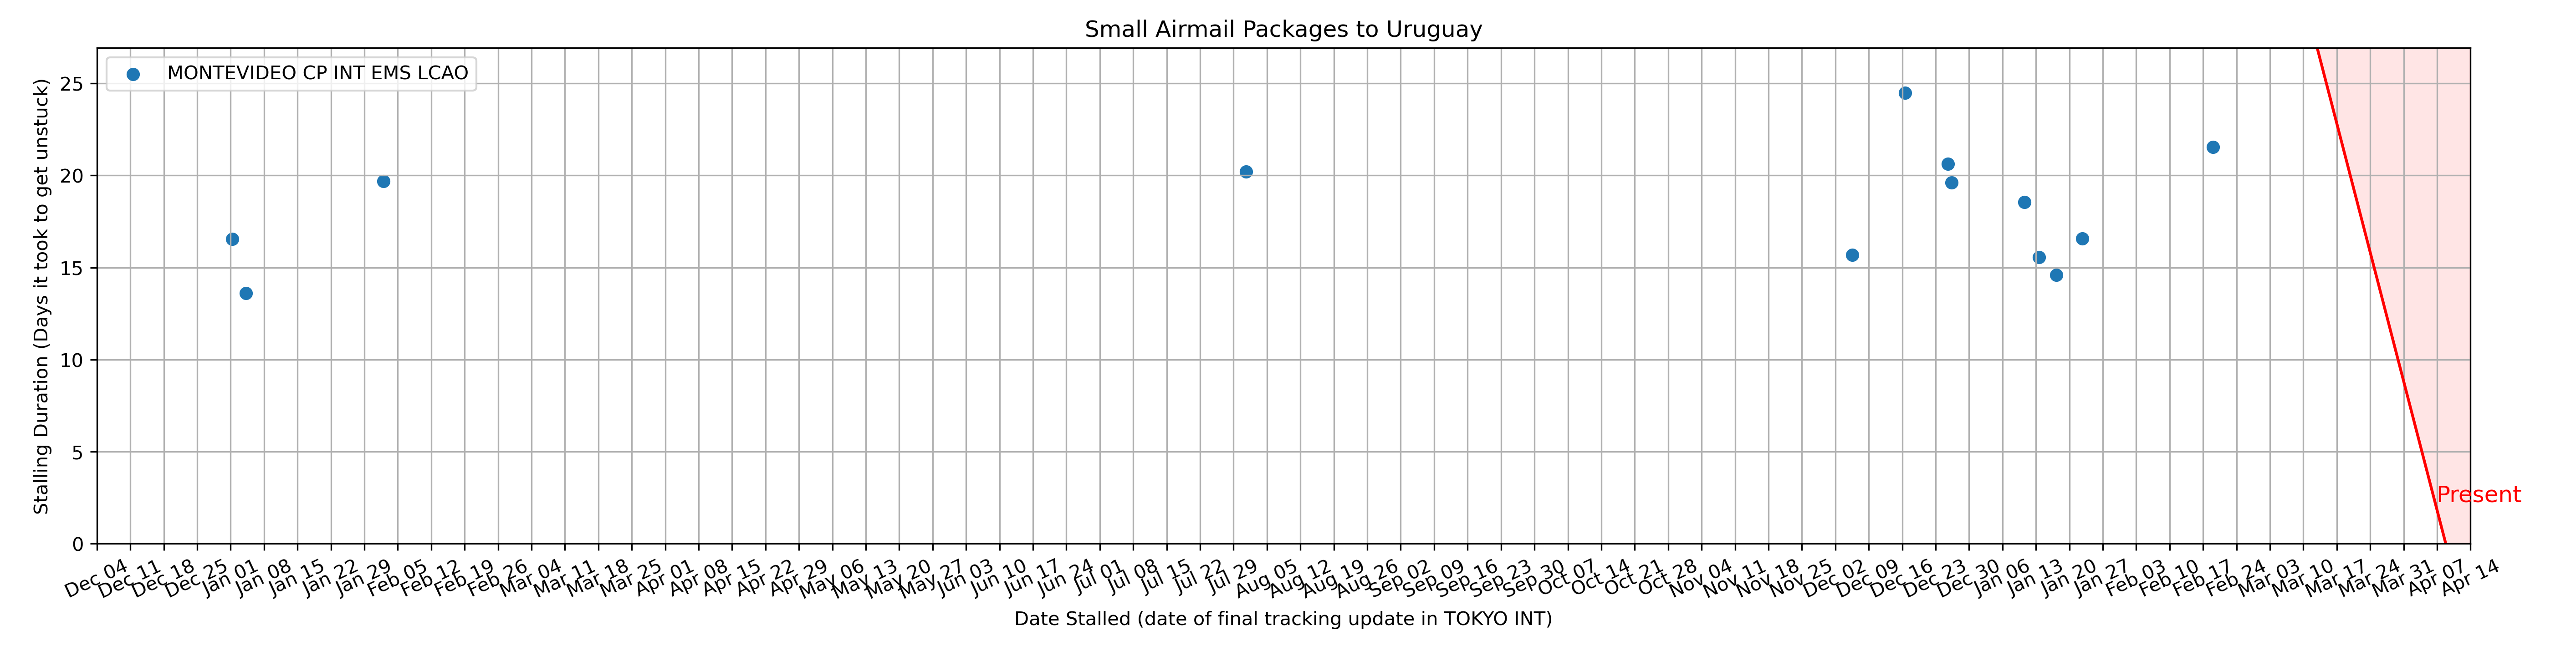 Small Airmail Packages to Uruguay
MONTEVIDEO CP INT EMS LCAO
Stalling Duration (Days it took to get unstuck)
25
20
15
10
5
0
Dec 04 Dec 11 Dec 18 Dec 25 Jan 01 Jan 08 Jan 15 Jan 22 Jan 29 Feb 05 Feb 12 Feb 19 Feb 26 Mar 04 Mar 11 Mar 18 Mar 25 Apr 01 Apr 08 Apr 15 Apr 22 Apr 29 May 06 May 13 May 20 May 27 Jun 03 Jun 10 Jun 17 Jun 24 Jul 01 Jul 08 Jul 15 Jul 22 Jul 29 Aug 05 Aug 12 Aug 19 Aug 26 Sep 02 Sep 09 Sep 16 Sep 23 Sep 30 Oct 07 Oct 14 Oct 21 Oct 28 Nov 04 Nov 11 Nov 18 Nov 25 Dec 02 Dec 09 Dec 16 Dec 23 Dec 30 Jan 06 Jan 13 Jan 20 Jan 27 Feb 03 Feb 10 Feb 17 Feb 24 Mar 03 Mar 10 Mar 17 Mar 24 Mar 31 Apr 07 Apr 14
Present
Date Stalled (date of final tracking update in TOKYO INT)